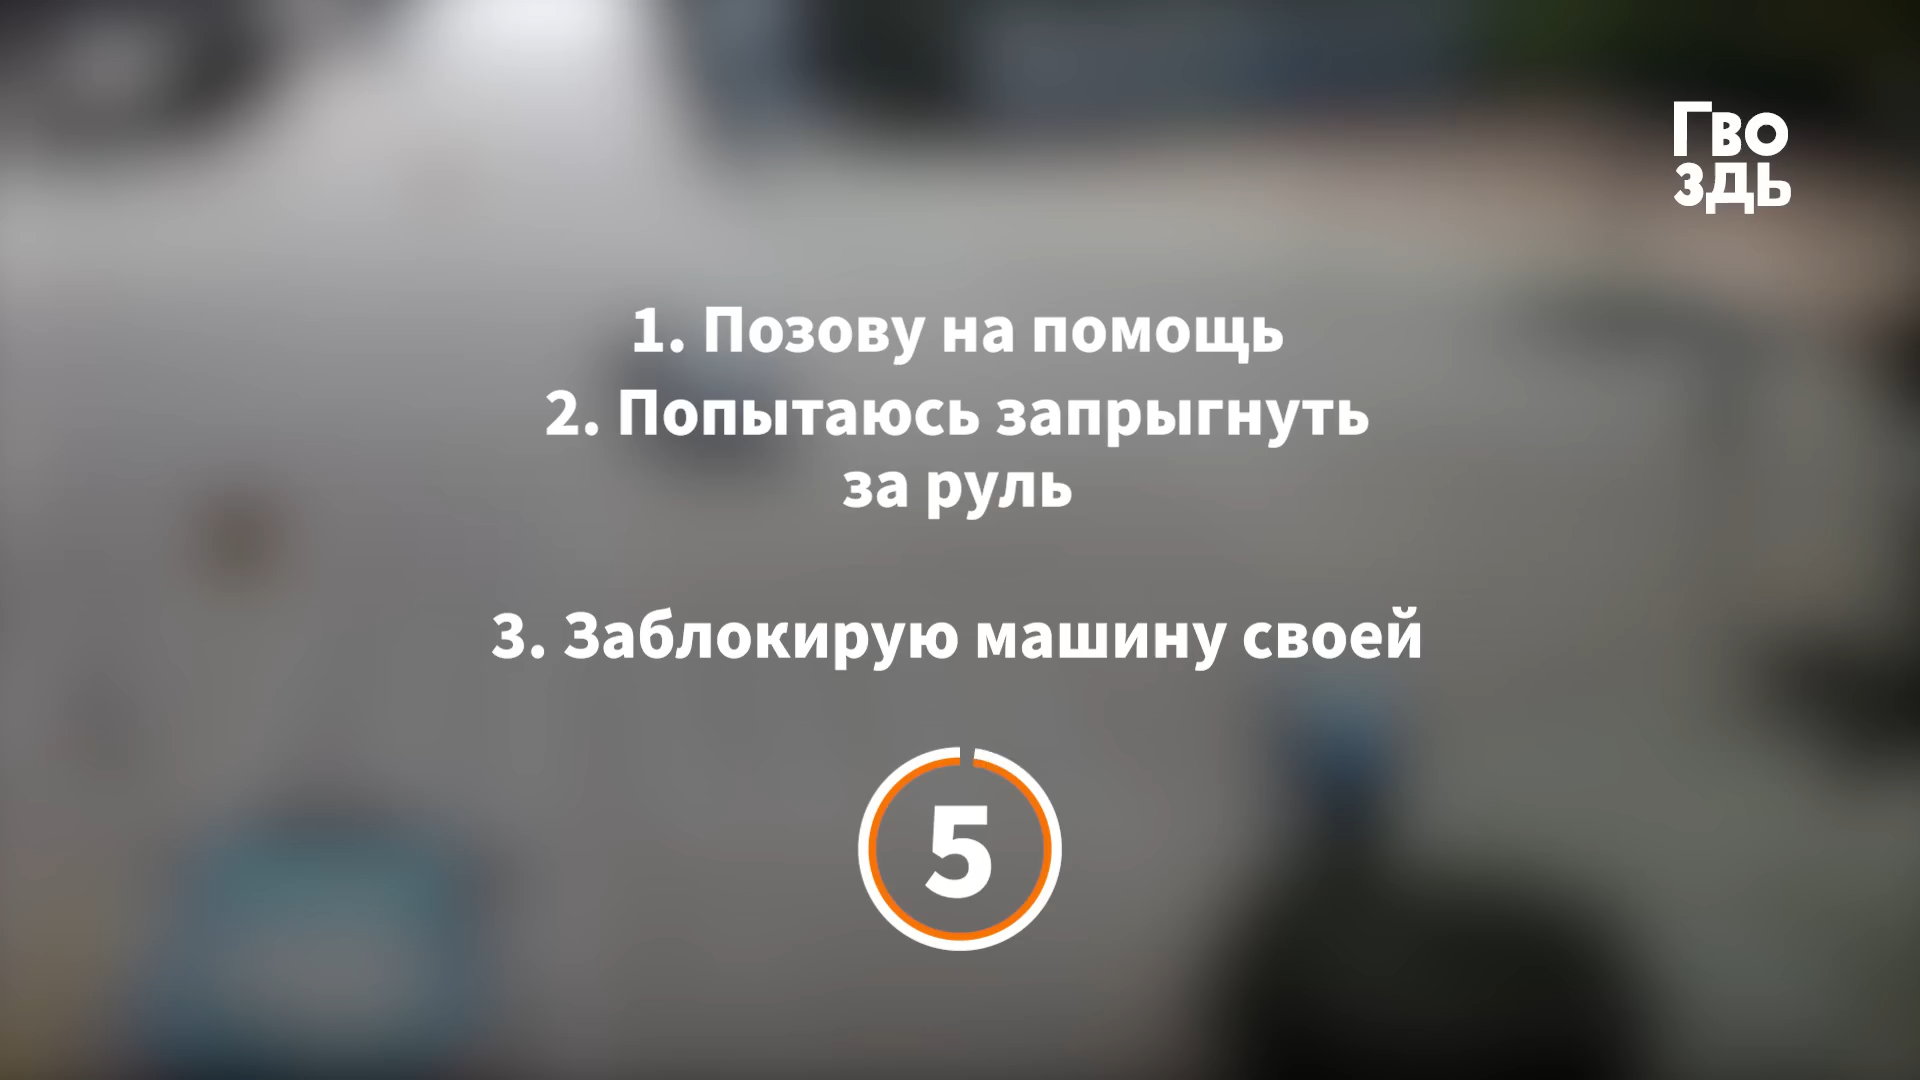 Гво
здь
1. Позову на помощь
2. Попытаюсь запрыгнуть
за руль
3. Заблокирую машину своей
5